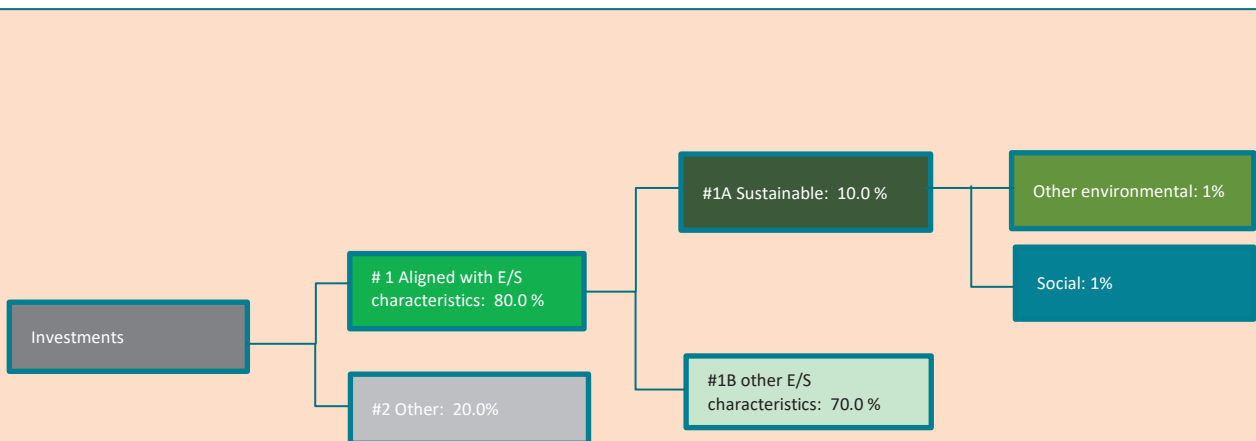 Investments
# 1 Aligned with E/S
characteristics: 80.0 %
#2 Other: 20.0%
#1A Sustainable: 10.0 %
#1B other E/S
characteristics: 70.0 %
Other environmental: 1%
Social: 1%